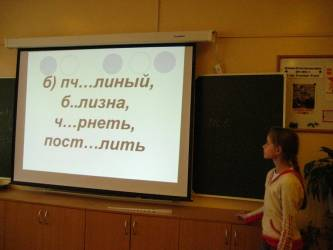 б) пч...линый,
б..лизна,
ч...рнеть,
пост...лить